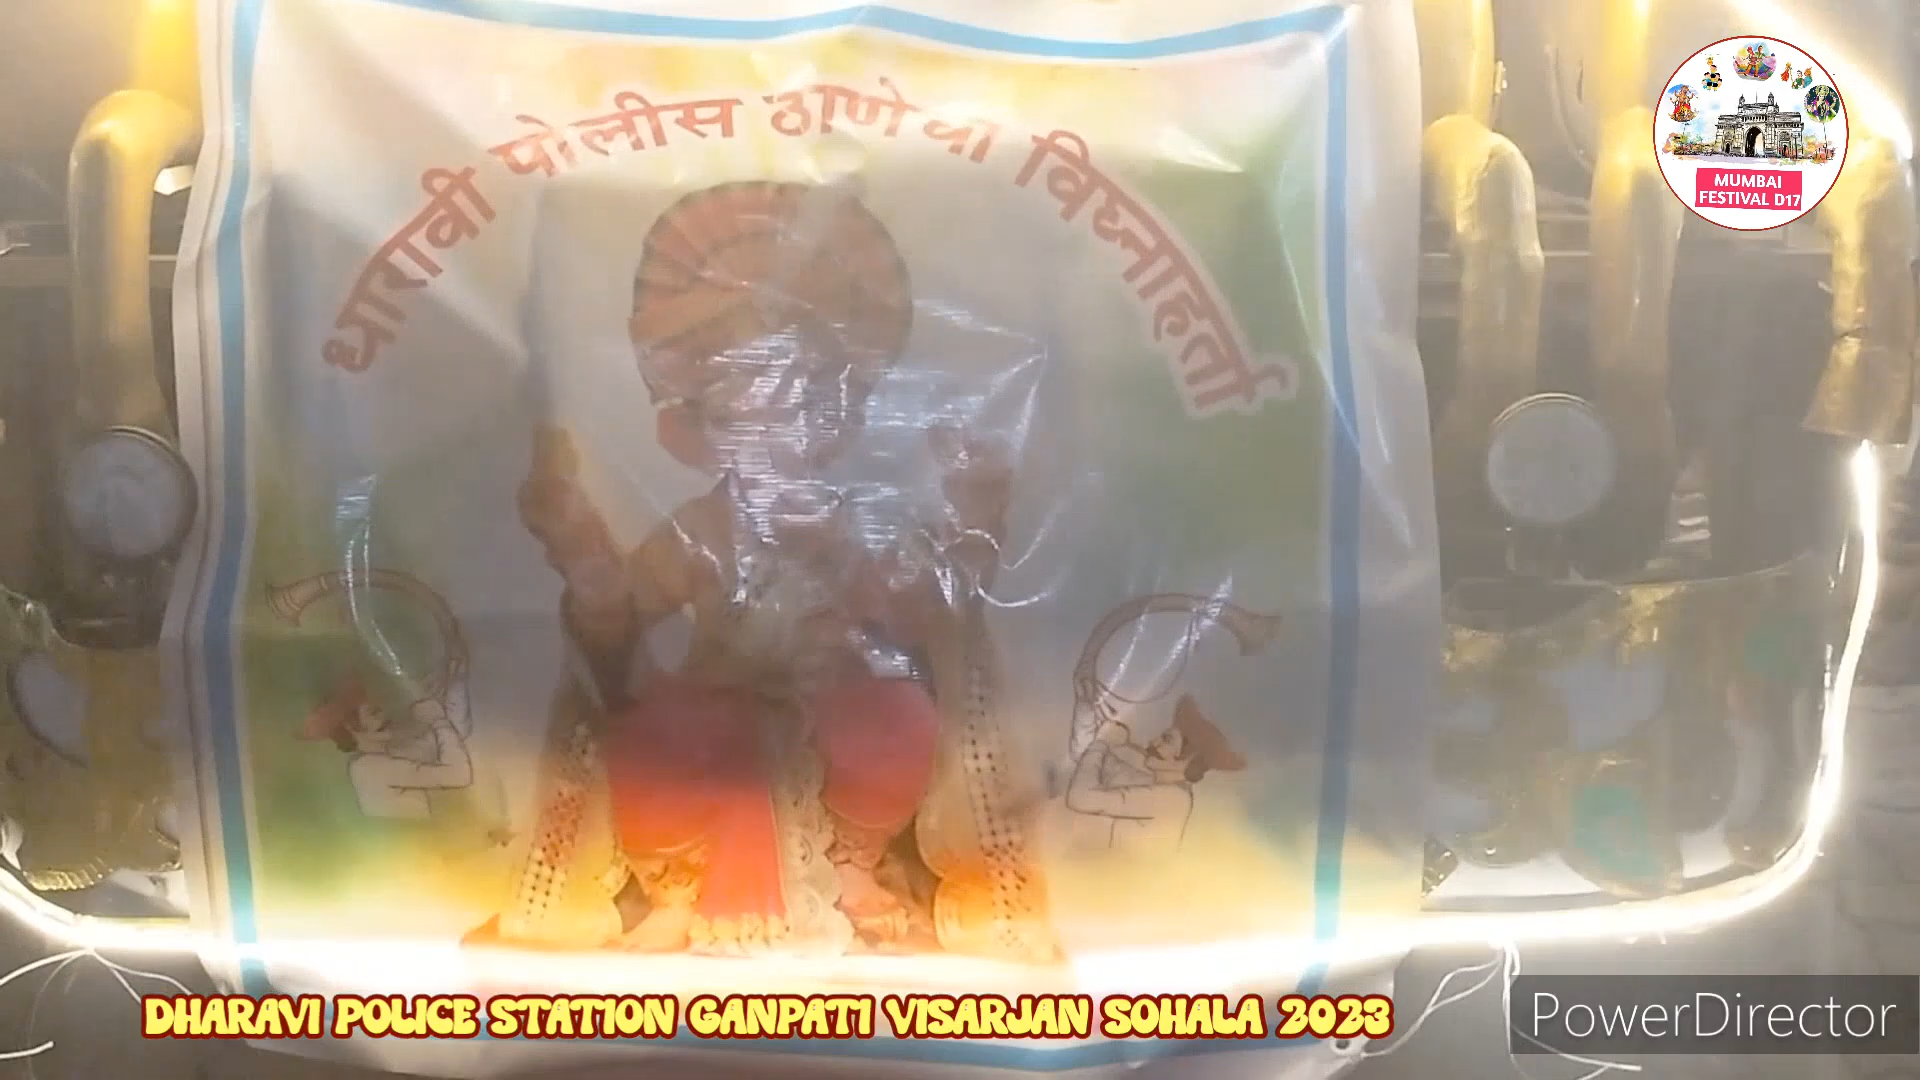 धारावी पोलीस ठाणेचा विघ्नहर्ता
MUMBAI
FESTIVAL D17
DHARAVI POLICE STATION GANPATI VISARJAN SOHALA 2023
PowerDirector